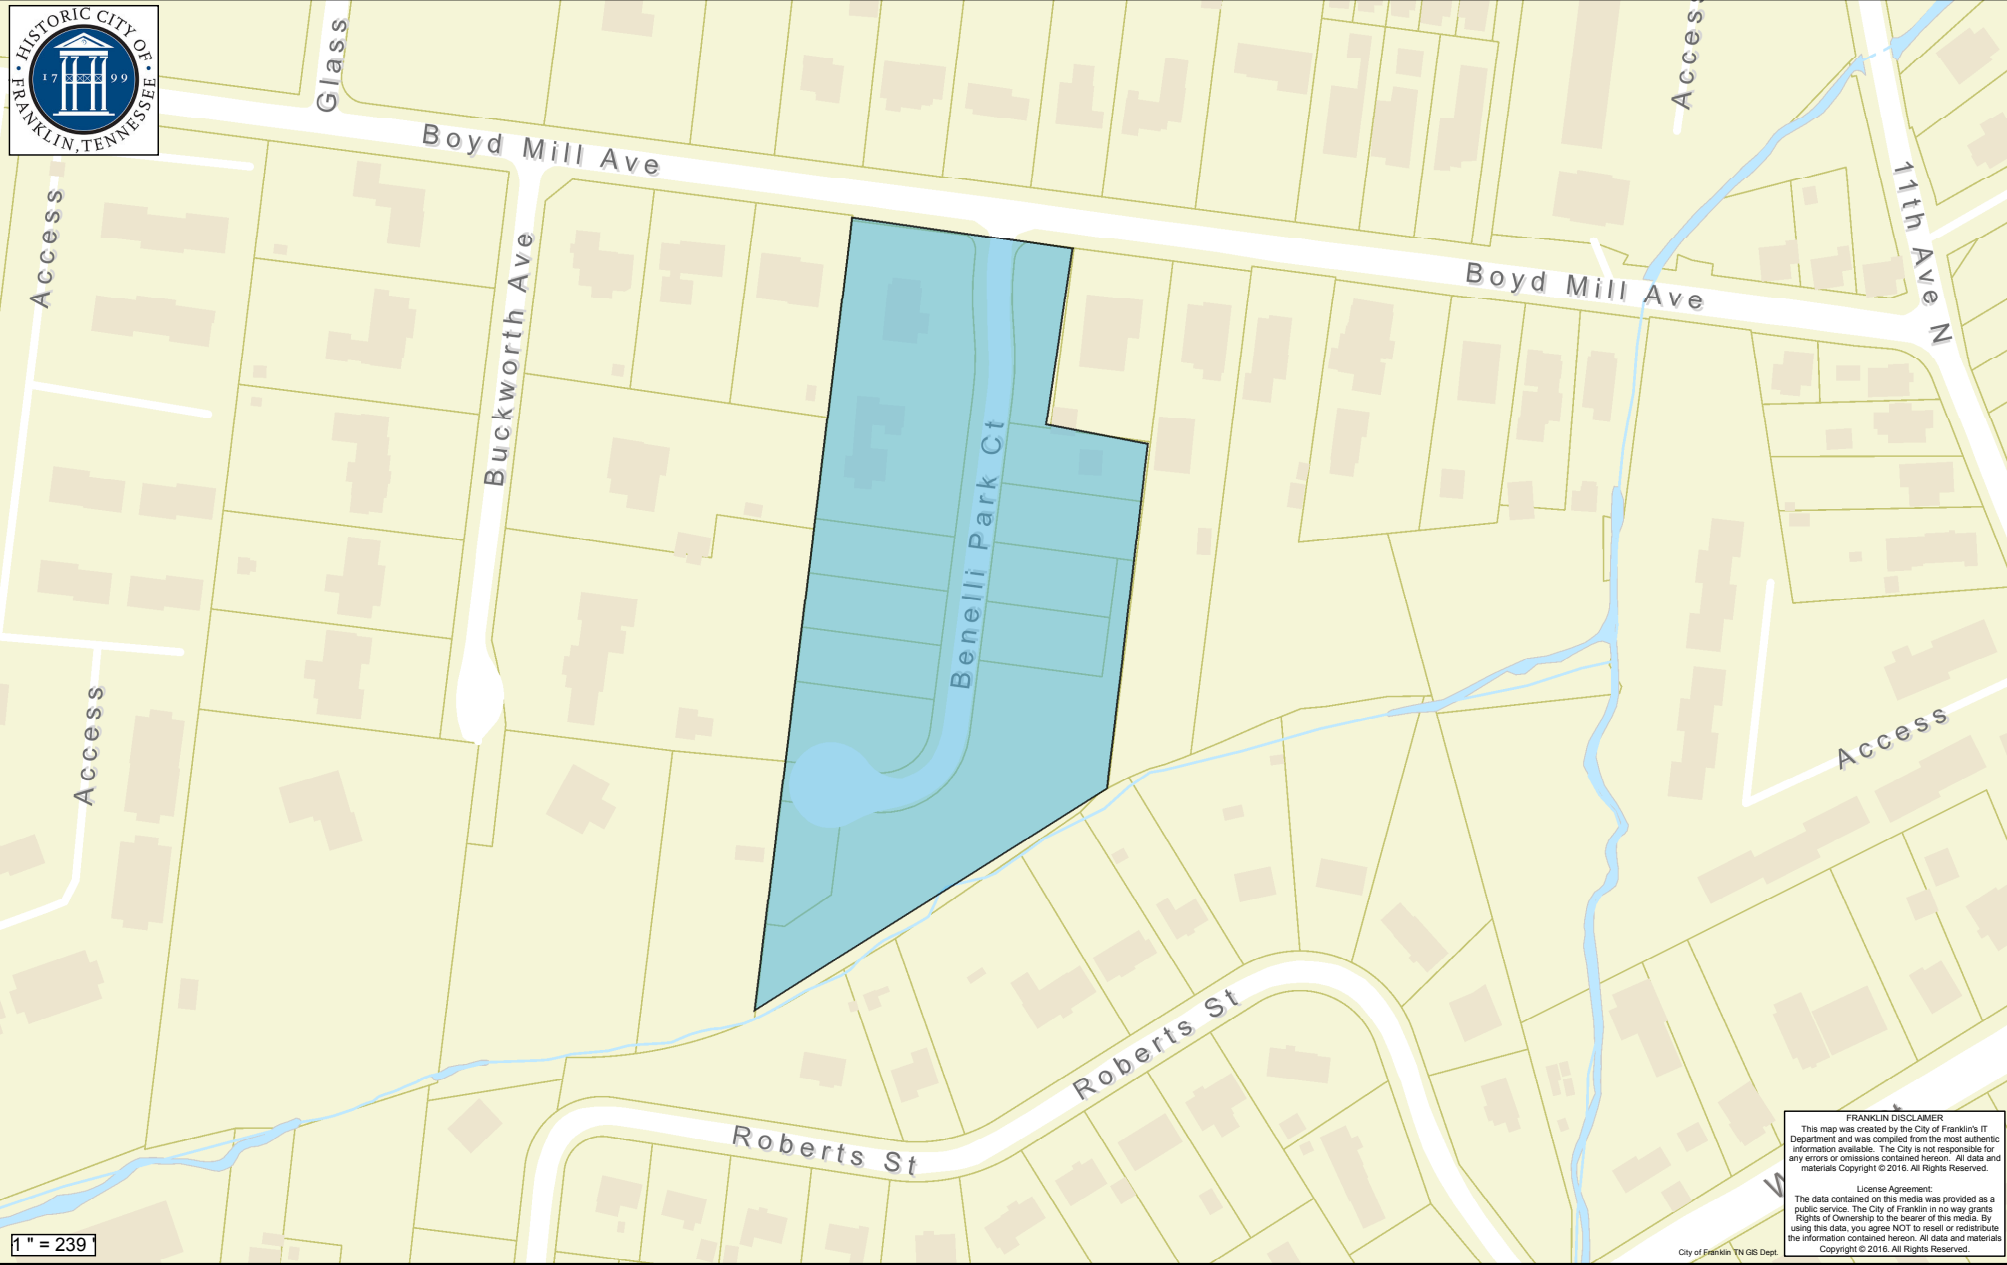 HISTORIC CITY OF
17 99
FRANKLIN, TENNESSEE
Glass
Access
Boyd Mill Ave
11th Ave N
Access
Buckworth Ave
Boyd Mill Ave
Benelli Park Ct
Access
Access
Roberts St
Roberts St
W
1 " = 239 '
City of Franklin TN GIS Dept.
FRANKLIN DISCLAIMER
This map was created by the City of Franklin's IT
Department and was compiled from the most authentic
information available. The City is not responsible for
any errors or omissions contained hereon. All data and
materials Copyright © 2016. All Rights Reserved.
License Agreement:
The data contained on this media was provided as a
public service. The City of Franklin in no way grants
Rights of Ownership to the bearer of this media. By
using this data, you agree NOT to resell or redistribute
the information contained hereon. All data and materials
Copyright © 2016. All Rights Reserved.